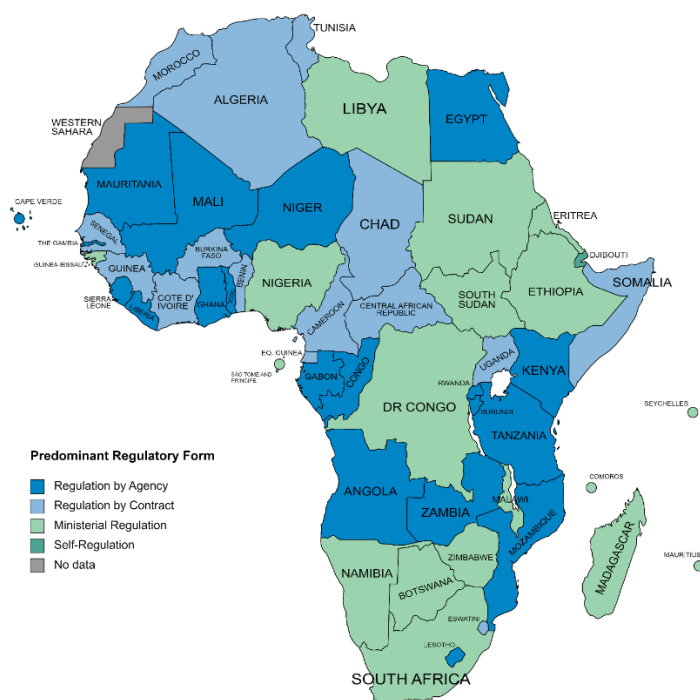 TUNISIA
MOROCCO
ALGERIA
LIBYA
EGYPT
WESTERN
SAHARA
MAURITANIA
MALI
NIGER
CAPE VERDE
CHAD
SUDAN
ERITREA
SENEGAL
THE GAMBIA
BURKINA
FASO
DJIBOUTI
GUINEA-BISSAU
GUINEA
BENIN
NIGERIA
SOMALIA
ETHIOPIA
SOUTH
SUDAN
SIERRA
LEONE
LIBERIA
COTE D'
IVOIRE
GHANA
TOGO
CAMEROON
CENTRAL AFRICAN
REPUBLIC
EQ. GUINEA
SAO TOME AND
PRINCIPE
GABON
CONGO
UGANDA
KENYA
RWANDA
DR CONGO
BURUNDI
SEYCHELLES
TANZANIA
Predominant Regulatory Form
Regulation by Agency
Regulation by Contract
Ministerial Regulation
Self-Regulation
No data
COMOROS
ANGOLA
MALAWI
ZAMBIA
MOZAMBIQUE
MAURITIUS
MADAGASCAR
ZIMBABWE
NAMIBIA
BOTSWANA
ESWATINI
LESOTHO
SOUTH AFRICA